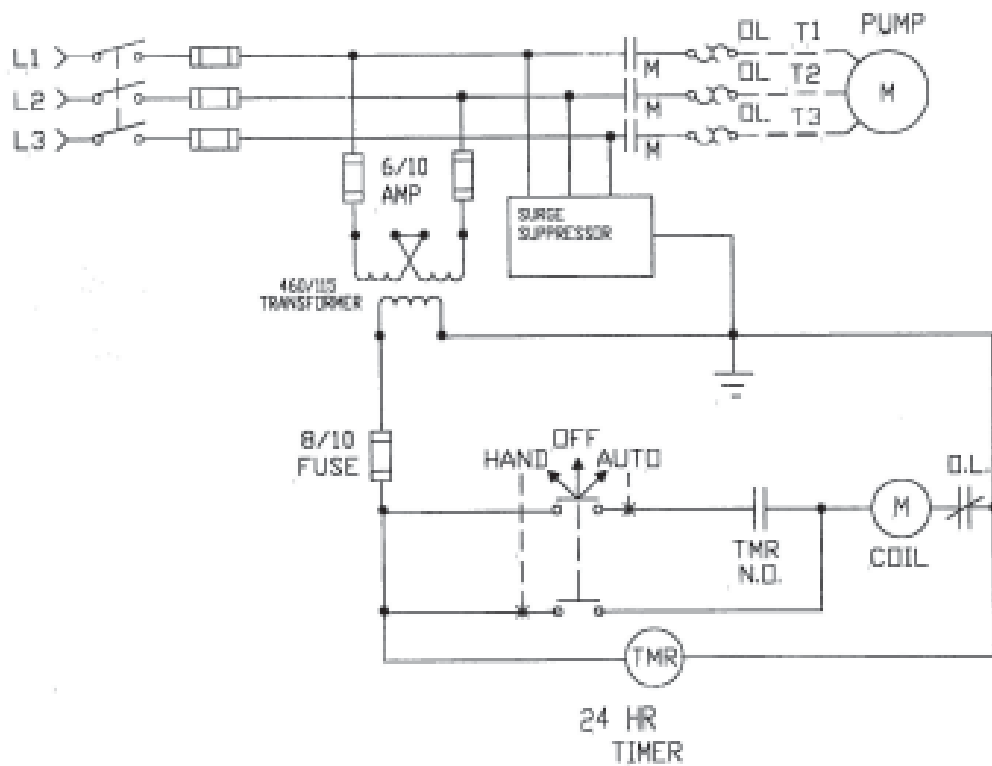 PUMP
L1
OL T1
M
M
L2
OL T2
M
L3
OL T3
M
6/10
AMP
SURGE
SUPPRESSOR
460/115
TRANSFORMER
8/10
FUSE
OFF
HAND
AUTO
O.L.
M
COIL
TMR
N.O.
TMR
24 HR
TIMER